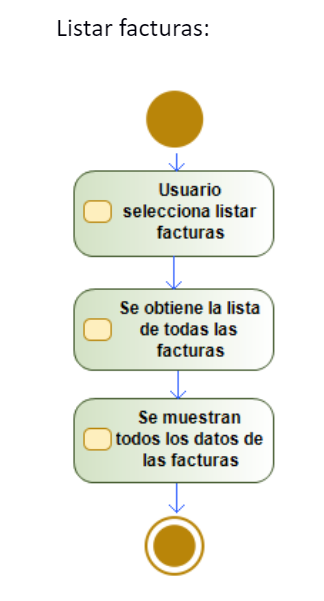 Listar facturas:
Usuario
selecciona listar
facturas
Se obtiene la lista
de todas las
facturas
Se muestran
todos los datos de
las facturas